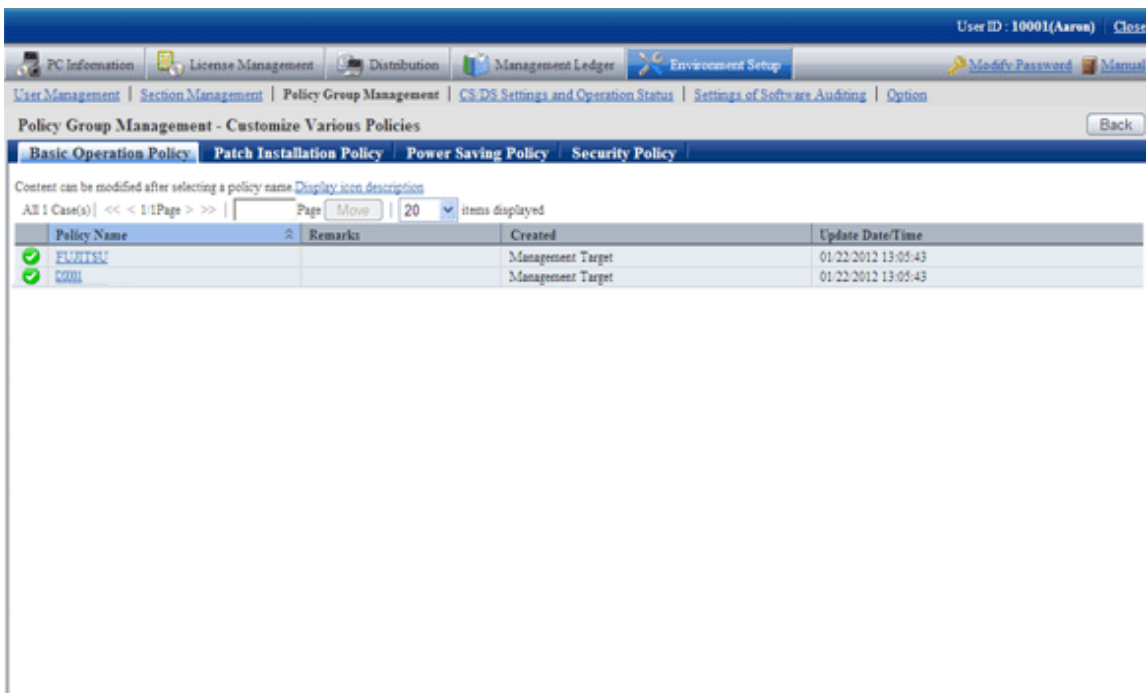 User ID : 10001(Aaron) Close
PC Information License Management Distribution Management Ledger Environment Setup Modify Password Manual
User Management | Section Management | Policy Group Management | CS/DS Settings and Operation Status | Settings of Software Auditing | Option
Policy Group Management - Customize Various Policies Back
Basic Operation Policy Patch Installation Policy Power Saving Policy Security Policy
Content can be modified after selecting a policy name.Display icon description
All 1 Case(s) | << < 1/1Page > >> | Page Move | 20 items displayed
Policy Name Remarks Created Update Date/Time
FUJITSU Management Target 01/22/2012 13:05:43
Management Target 01/22/2012 13:05:43